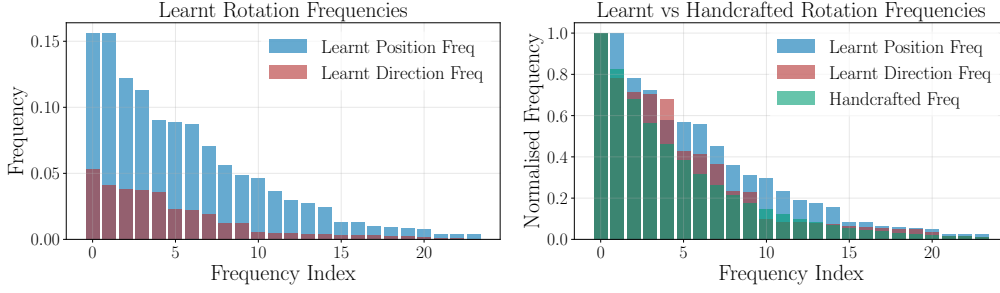 Learnt Rotation Frequencies
0.15
0.10
0.05
0.00
Frequency
Learnt Position Freq
Learnt Direction Freq
0
5
10
15
20
Frequency Index
Learnt vs Handcrafted Rotation Frequencies
1.0
0.8
0.6
0.4
0.2
0.0
Normalised Frequency
Learnt Position Freq
Learnt Direction Freq
Handcrafted Freq
0
5
10
15
20
Frequency Index